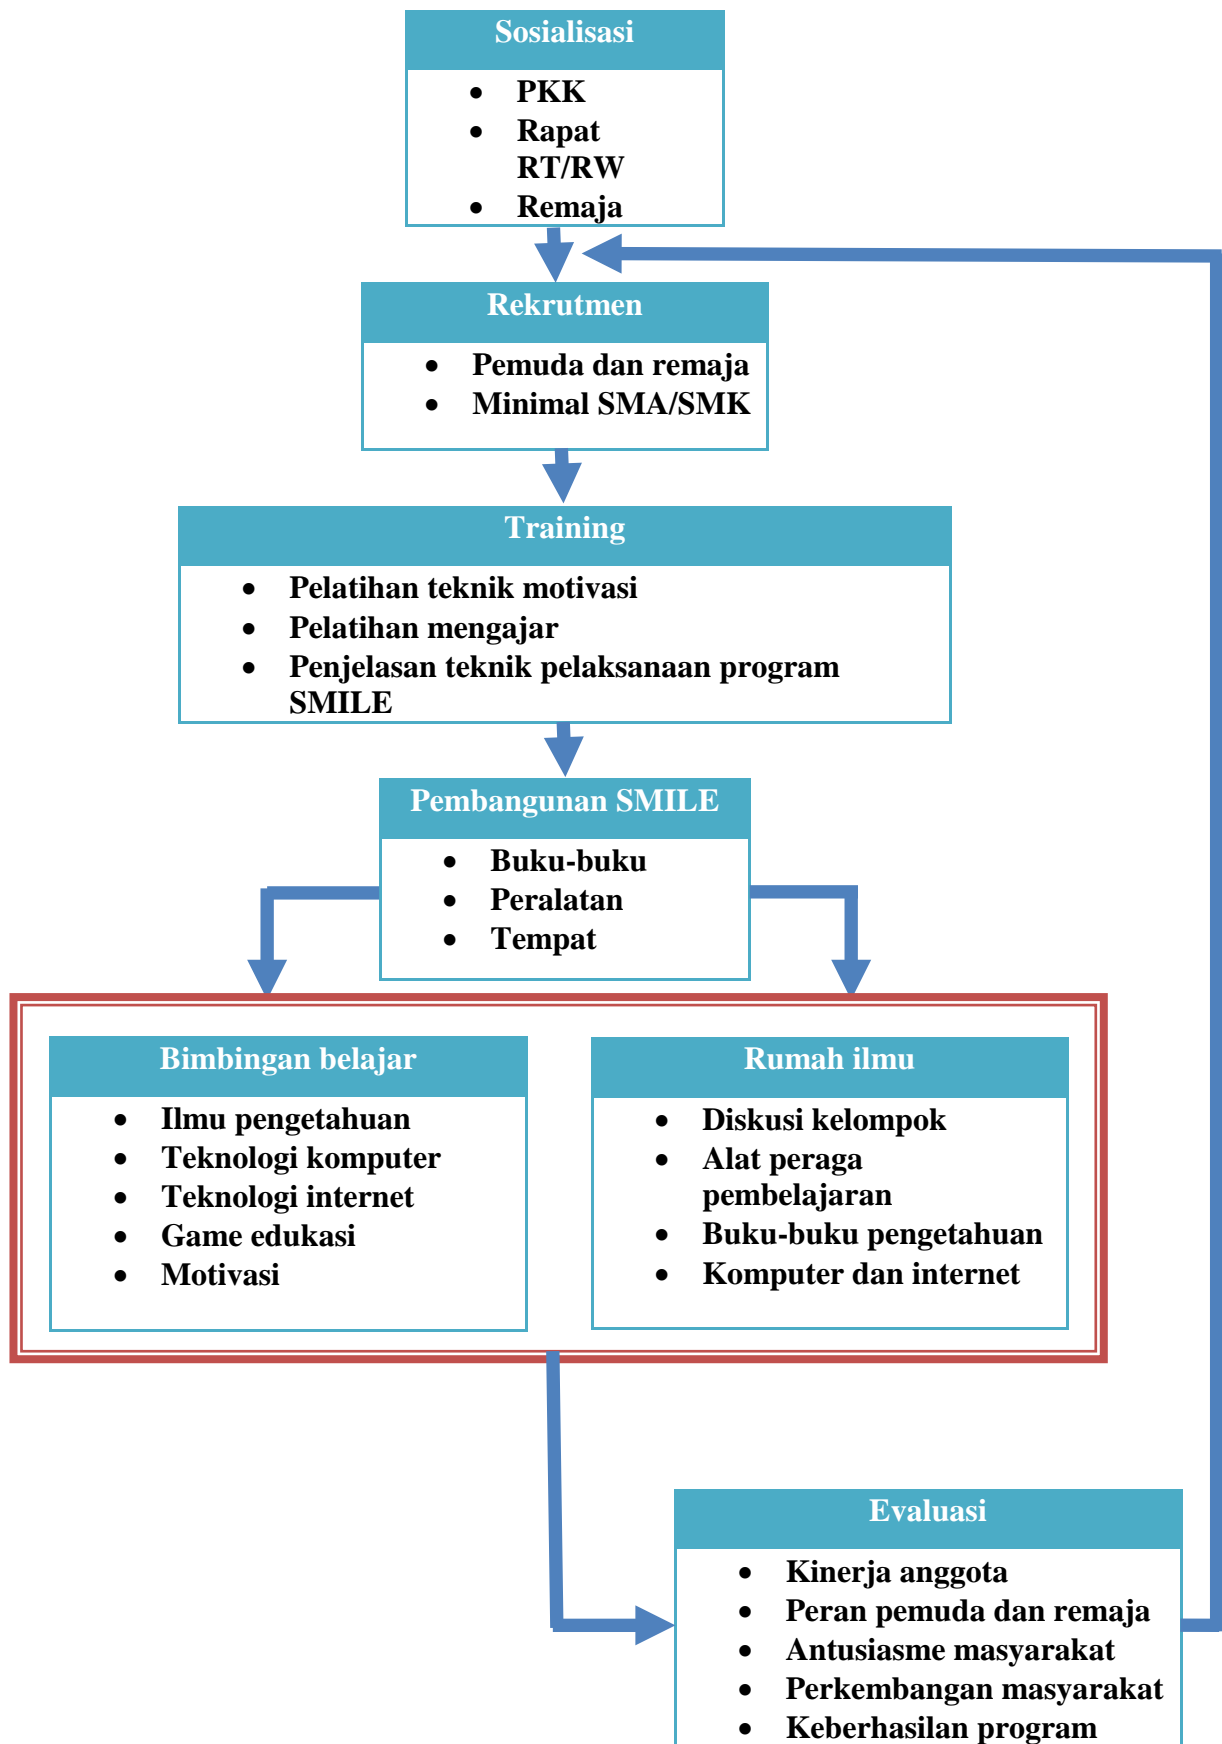 Sosialisasi
• PKK
• Rapat
RT/RW
• Remaja
Rekrutmen
• Pemuda dan remaja
• Minimal SMA/SMK
Training
• Pelatihan teknik motivasi
• Pelatihan mengajar
• Penjelasan teknik pelaksanaan program
SMILE
Pembangunan SMILE
• Buku-buku
• Peralatan
• Tempat
Bimbingan belajar
• Ilmu pengetahuan
• Teknologi komputer
• Teknologi internet
• Game edukasi
• Motivasi
Rumah ilmu
• Diskusi kelompok
• Alat peraga
pembelajaran
• Buku-buku pengetahuan
• Komputer dan internet
Evaluasi
• Kinerja anggota
• Peran pemuda dan remaja
• Antusiasme masyarakat
• Perkembangan masyarakat
• Keberhasilan program